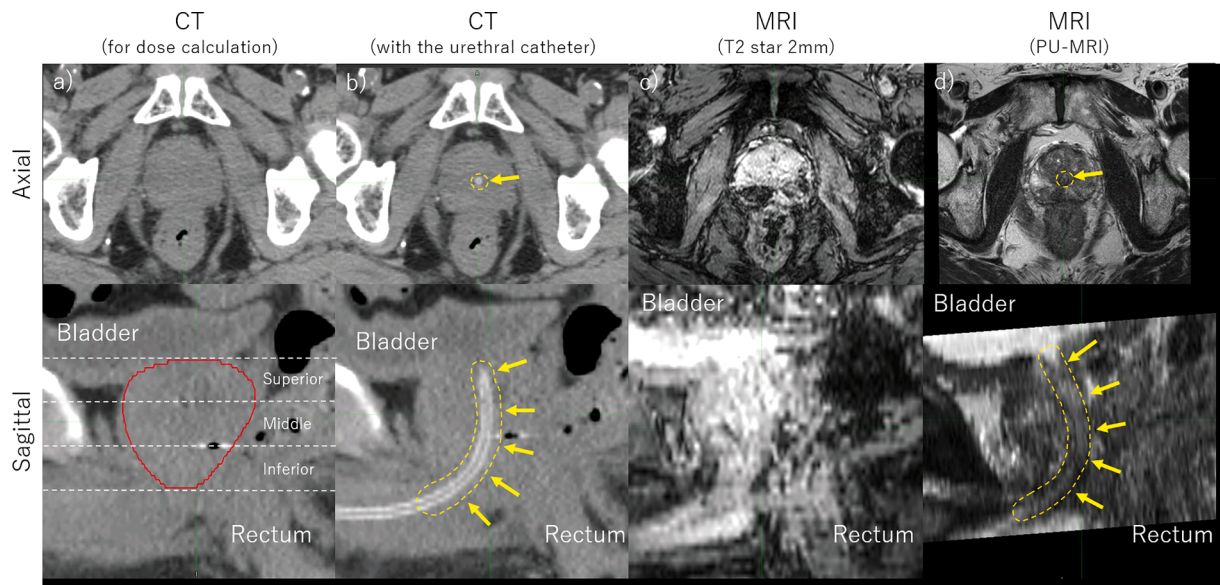 CT
(for dose calculation)
CT
(with the urethral catheter)
MRI
(T2 star 2mm)
MRI
(PU-MRI)
Axial
a)
b)
c)
d)
Sagittal
Bladder
Superior
Middle
Inferior
Rectum
Bladder
Rectum
Bladder
Rectum
Bladder
Rectum